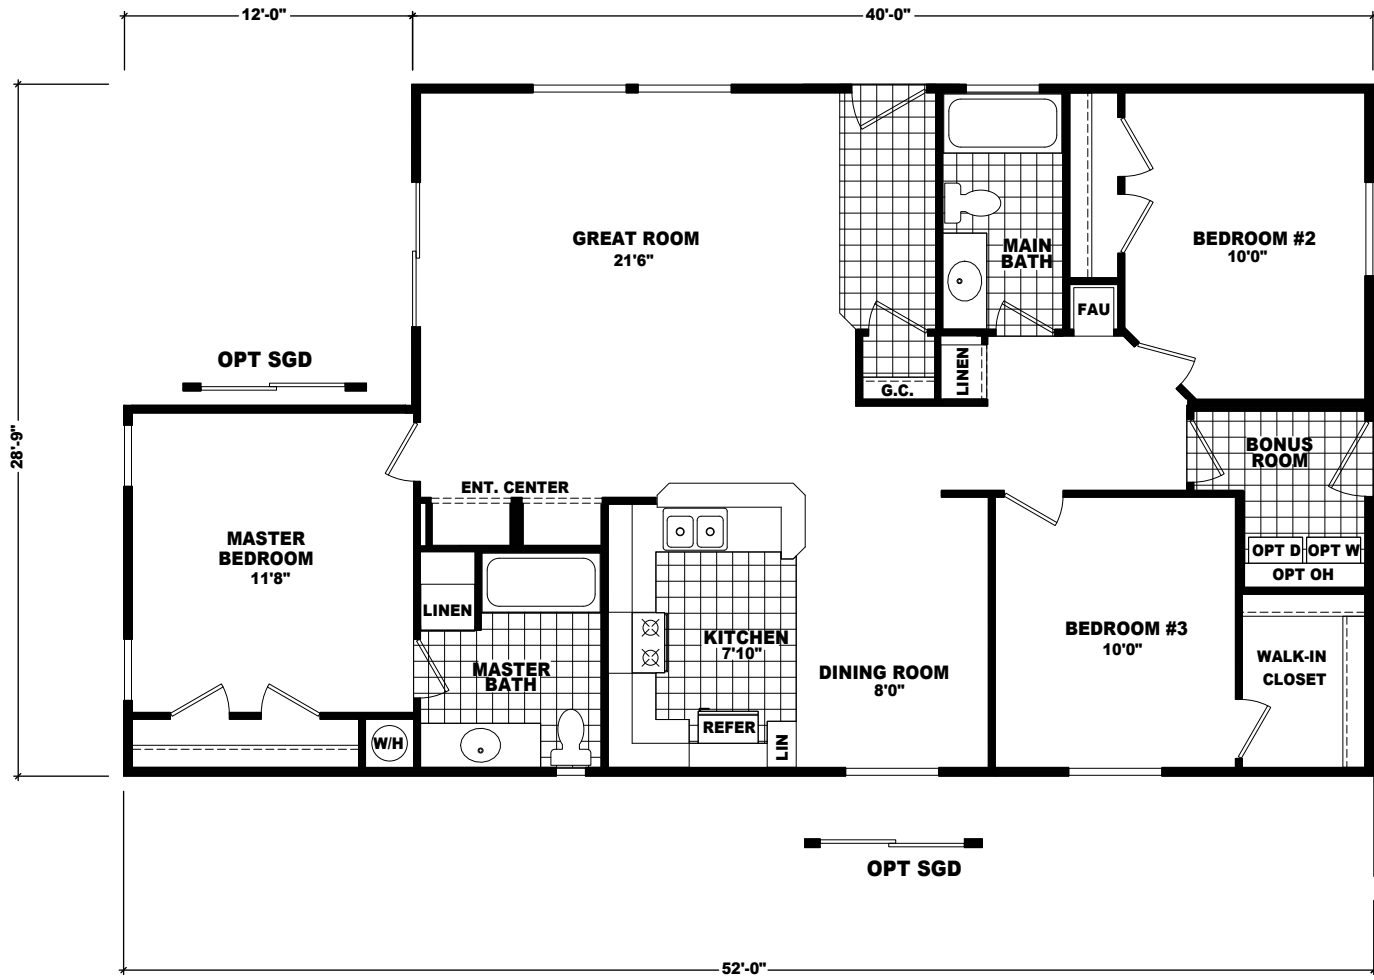 12'-0"
40'-0"
GREAT ROOM
21'6"
MAIN
BATH
BEDROOM #2
10'0"
FAU
OPT SGD
LINEN
G.C.
28'-9"
BONUS
ROOM
ENT. CENTER
MASTER
BEDROOM
11'8"
OPT D
OPT W
OPT OH
LINEN
KITCHEN
7'10"
BEDROOM #3
10'0"
WALK-IN
CLOSET
MASTER
BATH
DINING ROOM
8'0"
REFER
LIN
W/H
OPT SGD
52'-0"